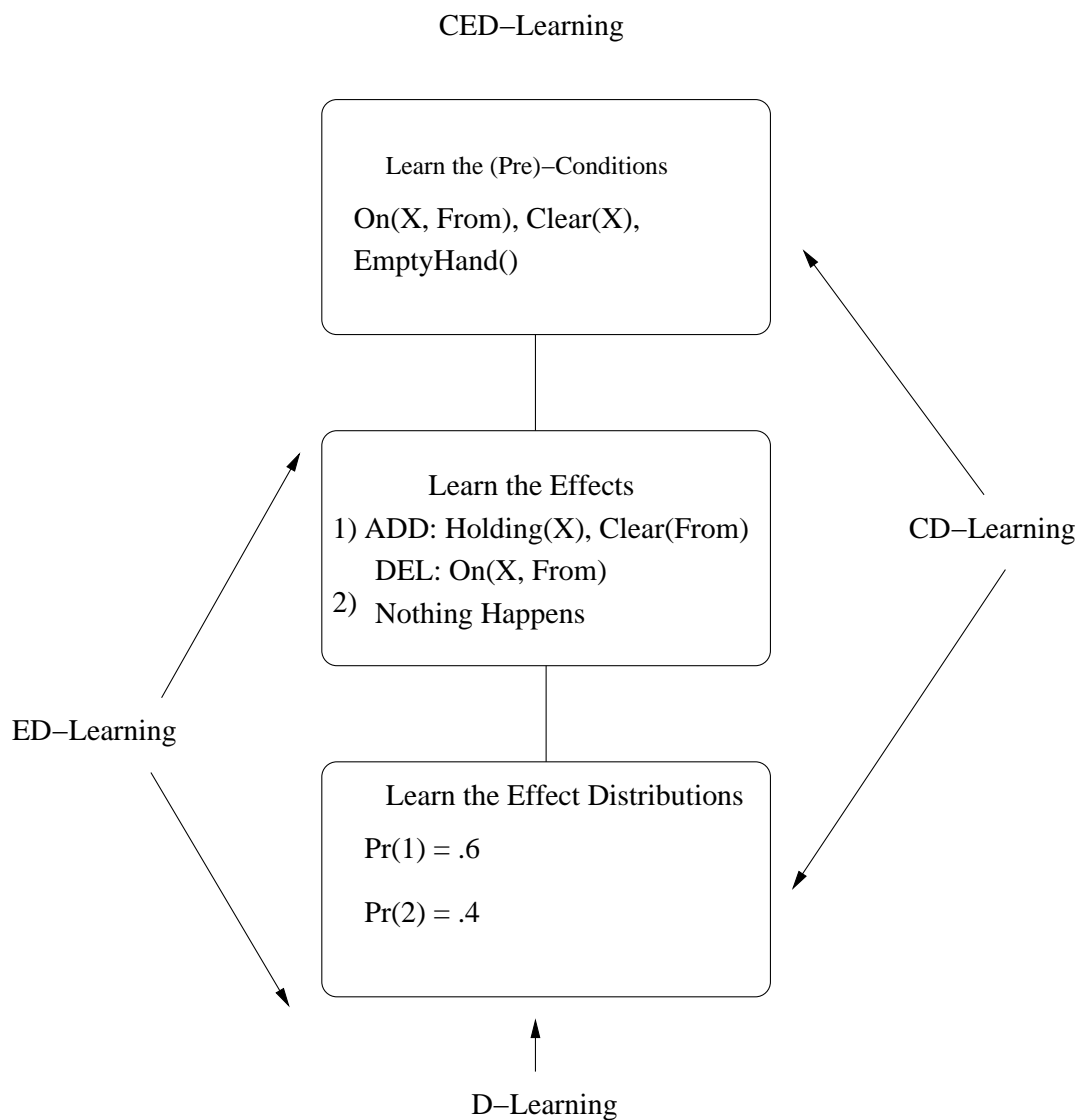 CED−Learning
Learn the (Pre)−Conditions
On(X, From), Clear(X),
EmptyHand()
Learn the Effects
1) ADD: Holding(X), Clear(From)
DEL: On(X, From)
2) Nothing Happens
CD−Learning
ED−Learning
Learn the Effect Distributions
Pr(1) = .6
Pr(2) = .4
D−Learning